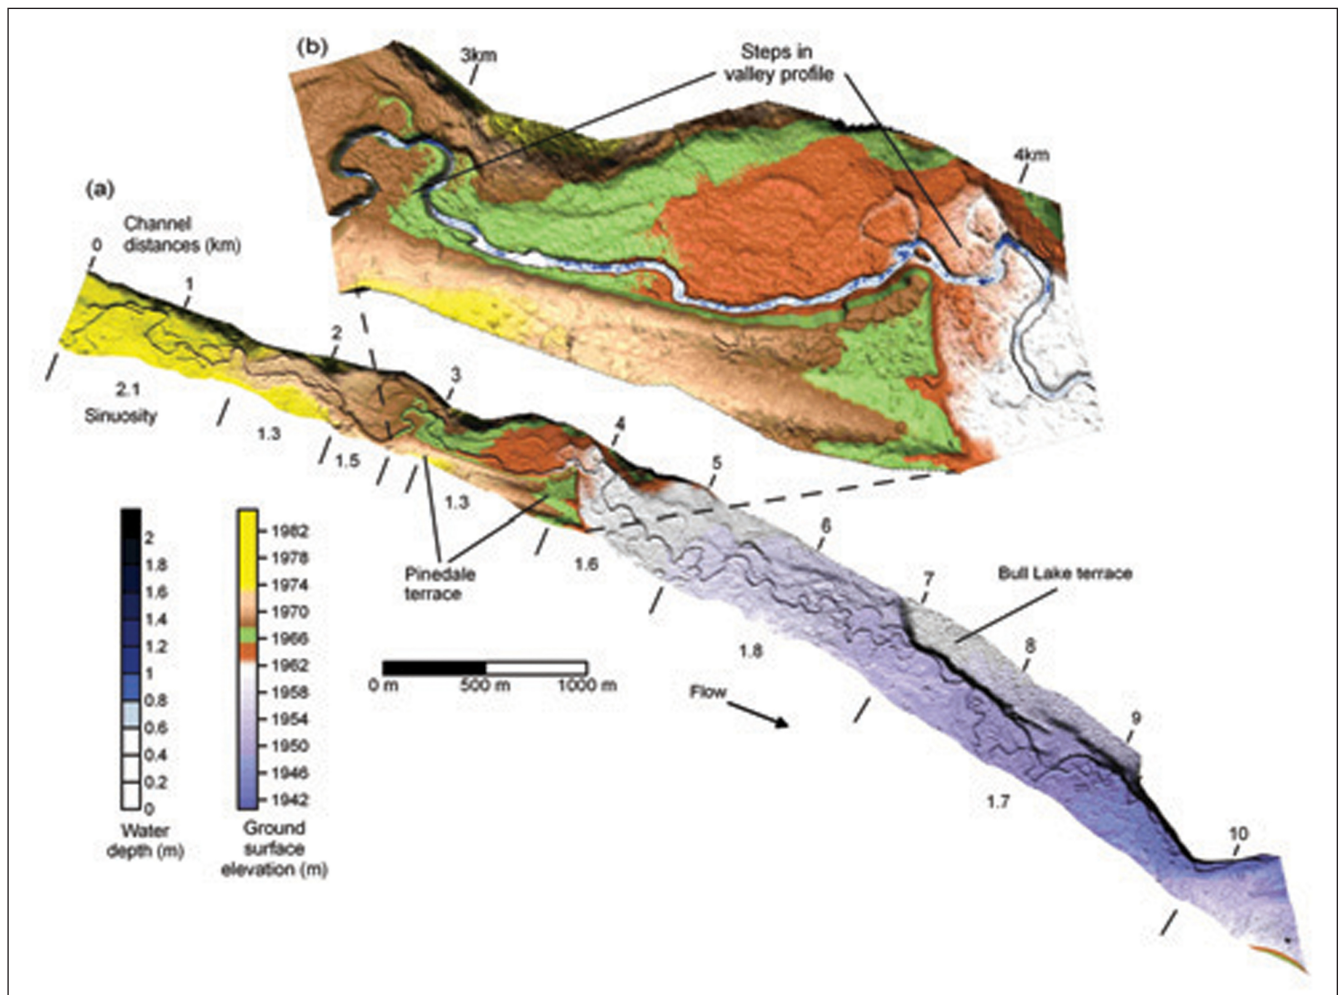 (b)
3km
Steps in
valley profile
4km
(a)
Channel
distances (km)
0
1
2
3
4
5
6
7
8
9
10
2.1
Sinuosity
1.3
1.5
1.3
1.6
1.8
1.7
Pinedale
terrace
Bull Lake terrace
Flow
0 m 500 m 1000 m
2
1.8
1.6
1.4
1.2
1
0.8
0.6
0.4
0.2
0
Water
depth (m)
1982
1978
1974
1970
1966
1962
1958
1954
1950
1946
1942
Ground
surface
elevation (m)